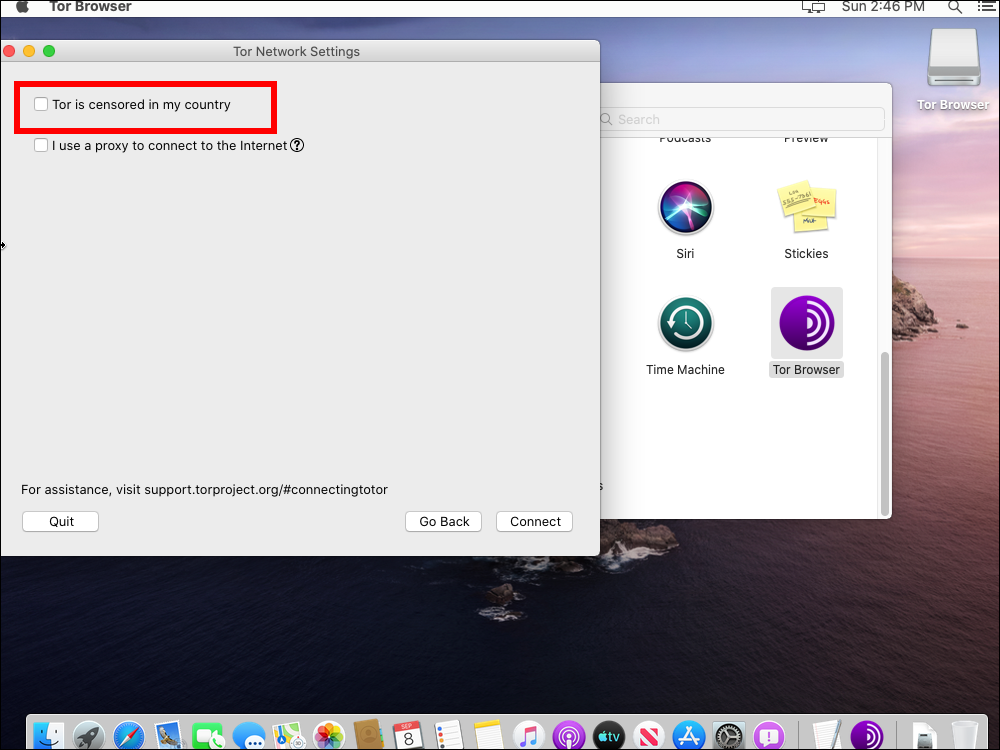 Tor Browser
Sun 2:46 PM
Tor Network Settings
Tor is censored in my country
I use a proxy to connect to the Internet ?
For assistance, visit support.torproject.org/#connectingtotor
Quit
Go Back
Connect
Search
Podcasts
Preview
Siri
Stickies
Time Machine
Tor Browser
Tor Browser
SEP
8
tv